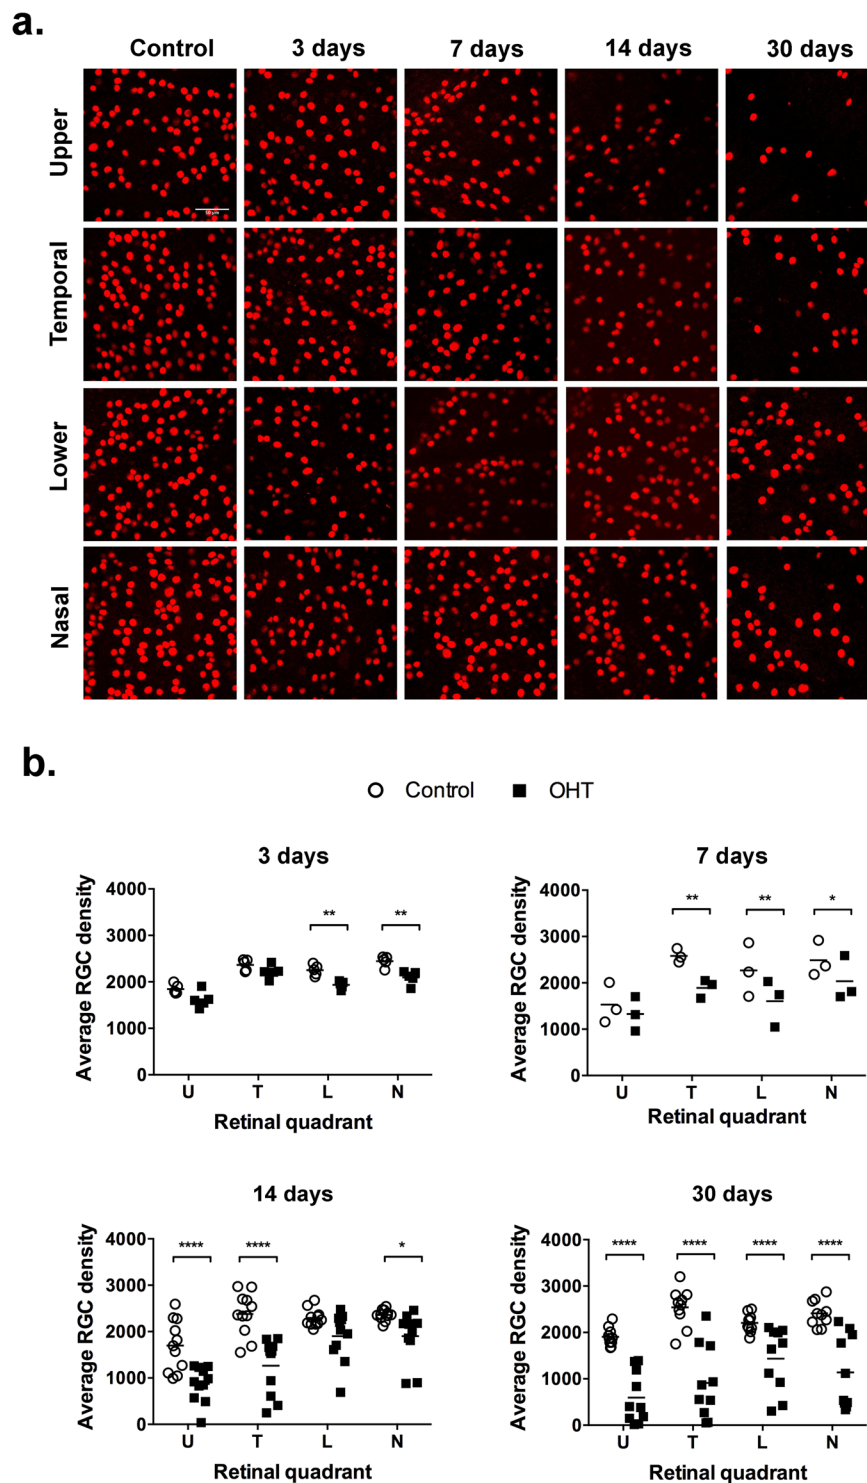 a.
Control 3 days 7 days 14 days 30 days
Upper
Temporal
Lower
Nasal
b.
Control OHT
3 days
Average RGC density
4000
3000
2000
1000
0
** **
U T L N
Retinal quadrant
7 days
Average RGC density
4000
3000
2000
1000
0
** ** *
U T L N
Retinal quadrant
14 days
Average RGC density
4000
3000
2000
1000
0
**** **** *
U T L N
Retinal quadrant
30 days
Average RGC density
4000
3000
2000
1000
0
**** **** **** ****
U T L N
Retinal quadrant